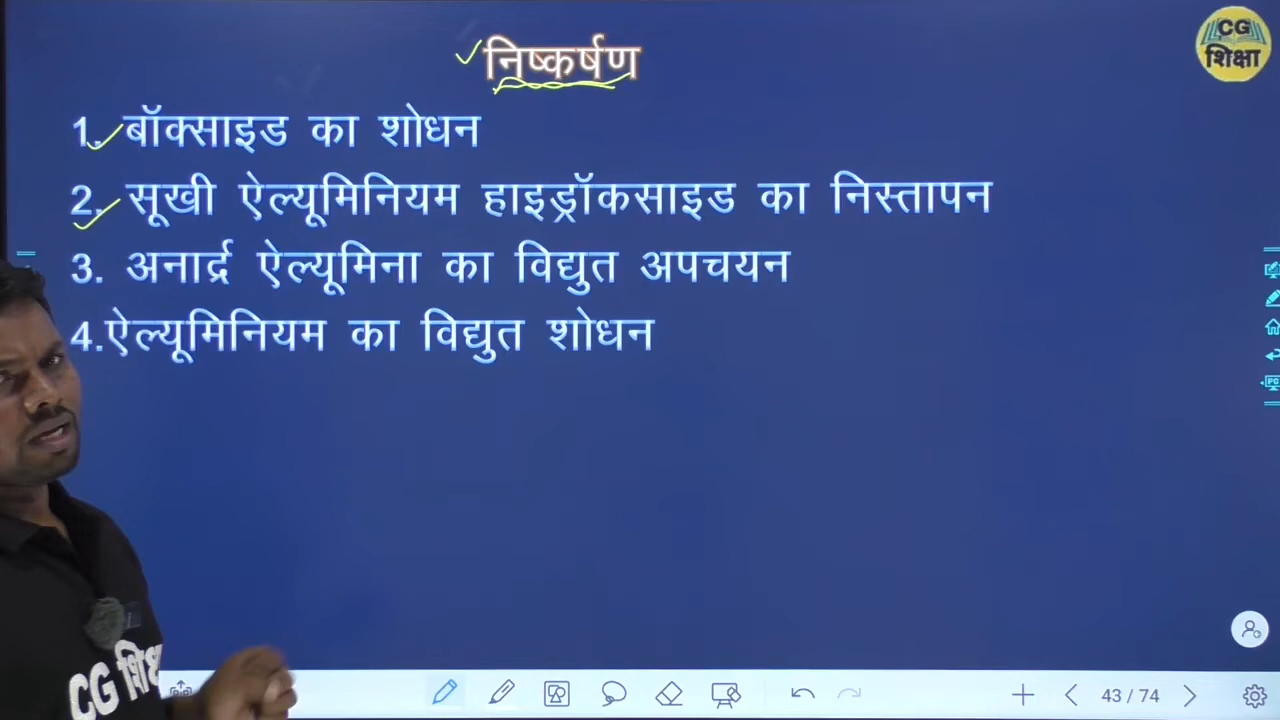 निष्कर्षण
CG
शिक्षा
1. बॉक्साइड का शोधन
2. सूखी ऐल्यूमिनियम हाइड्रॉकसाइड का निस्तापन
3. अनार्द्र ऐल्यूमिना का विद्युत अपचयन
4.ऐल्यूमिनियम का विद्युत शोधन
CG शिक्षा
43 / 74